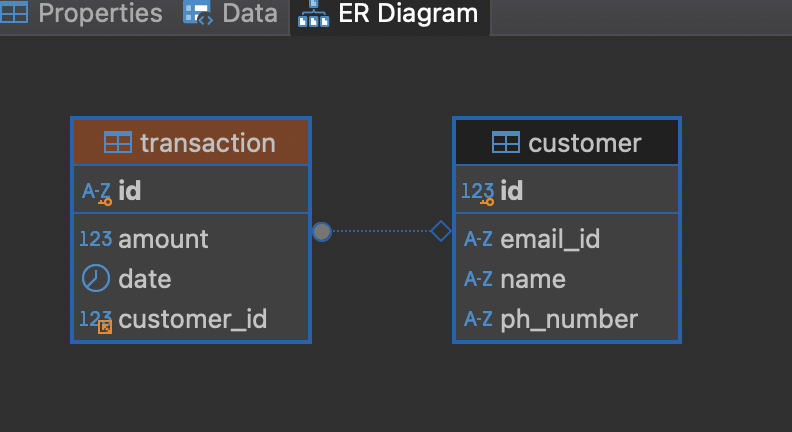 Properties Data ER Diagram
transaction
A-Z id
123 amount
date
123 customer_id
customer
123 id
A-Z email_id
A-Z name
A-Z ph_number